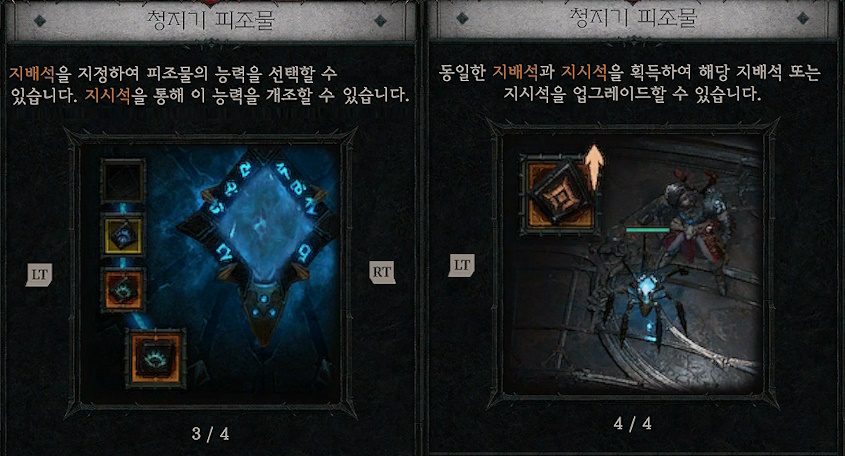 청지기 피조물
지배석을 지정하여 피조물의 능력을 선택할 수
있습니다. 지시석을 통해 이 능력을 개조할 수 있습니다.
LT
RT
3 / 4
청지기 피조물
동일한 지배석과 지시석을 획득하여 해당 지배석 또는
지시석을 업그레이드할 수 있습니다.
LT
4 / 4